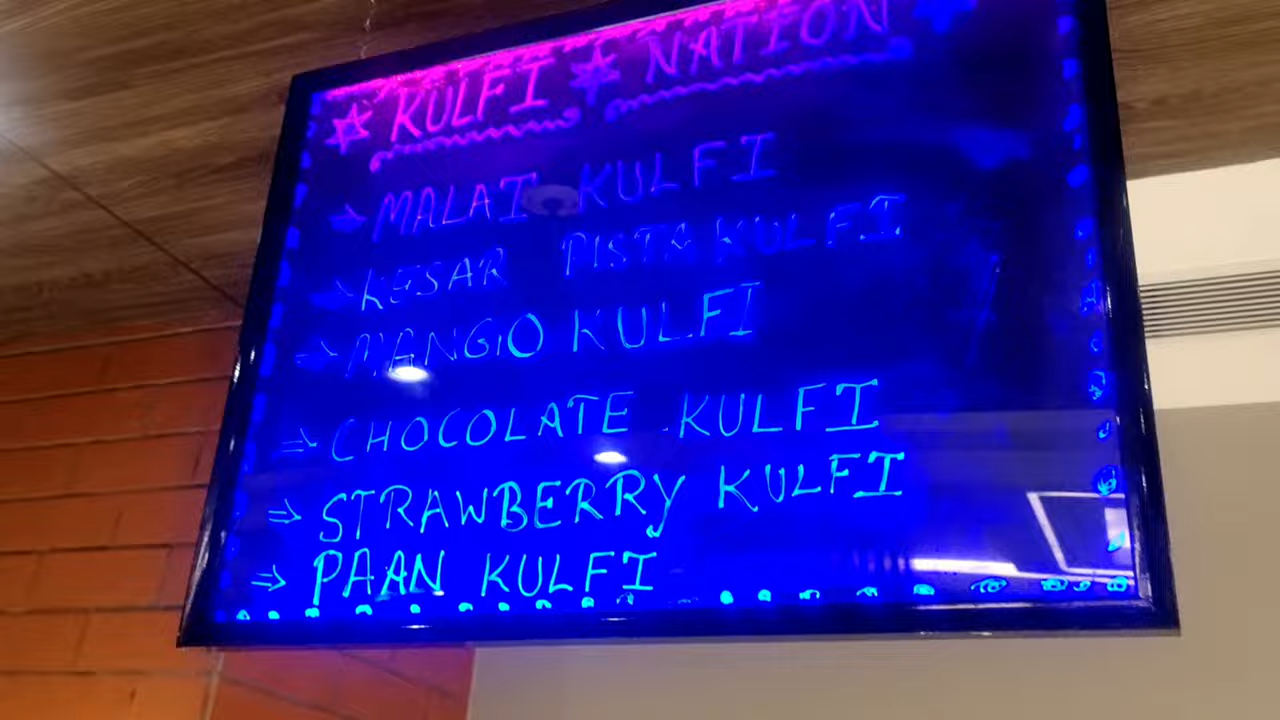 ☆ KULFI ☆ NATION
→ MALAI KULFI
→ KESAR PISTA KULFI
→ MANGO KULFI
⇒ CHOCOLATE KULFI
⇒ STRAWBERRY KULFI
⇒ PAAN KULFI